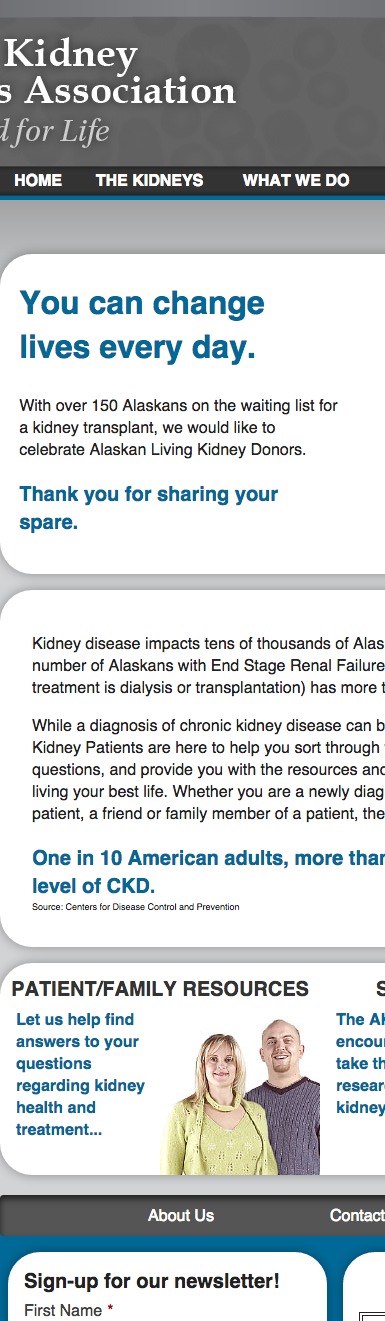 Kidney
s Association
d for Life
HOME THE KIDNEYS WHAT WE DO
You can change
lives every day.
With over 150 Alaskans on the waiting list for
a kidney transplant, we would like to
celebrate Alaskan Living Kidney Donors.
Thank you for sharing your
spare.
Kidney disease impacts tens of thousands of Alas
number of Alaskans with End Stage Renal Failure
treatment is dialysis or transplantation) has more t
While a diagnosis of chronic kidney disease can b
Kidney Patients are here to help you sort through
questions, and provide you with the resources and
living your best life. Whether you are a newly diag
patient, a friend or family member of a patient, the
One in 10 American adults, more than
level of CKD.
Source: Centers for Disease Control and Prevention
PATIENT/FAMILY RESOURCES S
Let us help find
answers to your
questions
regarding kidney
health and
treatment...
The AK
encour
take th
resear
kidney
About Us Contact
Sign-up for our newsletter!
First Name *